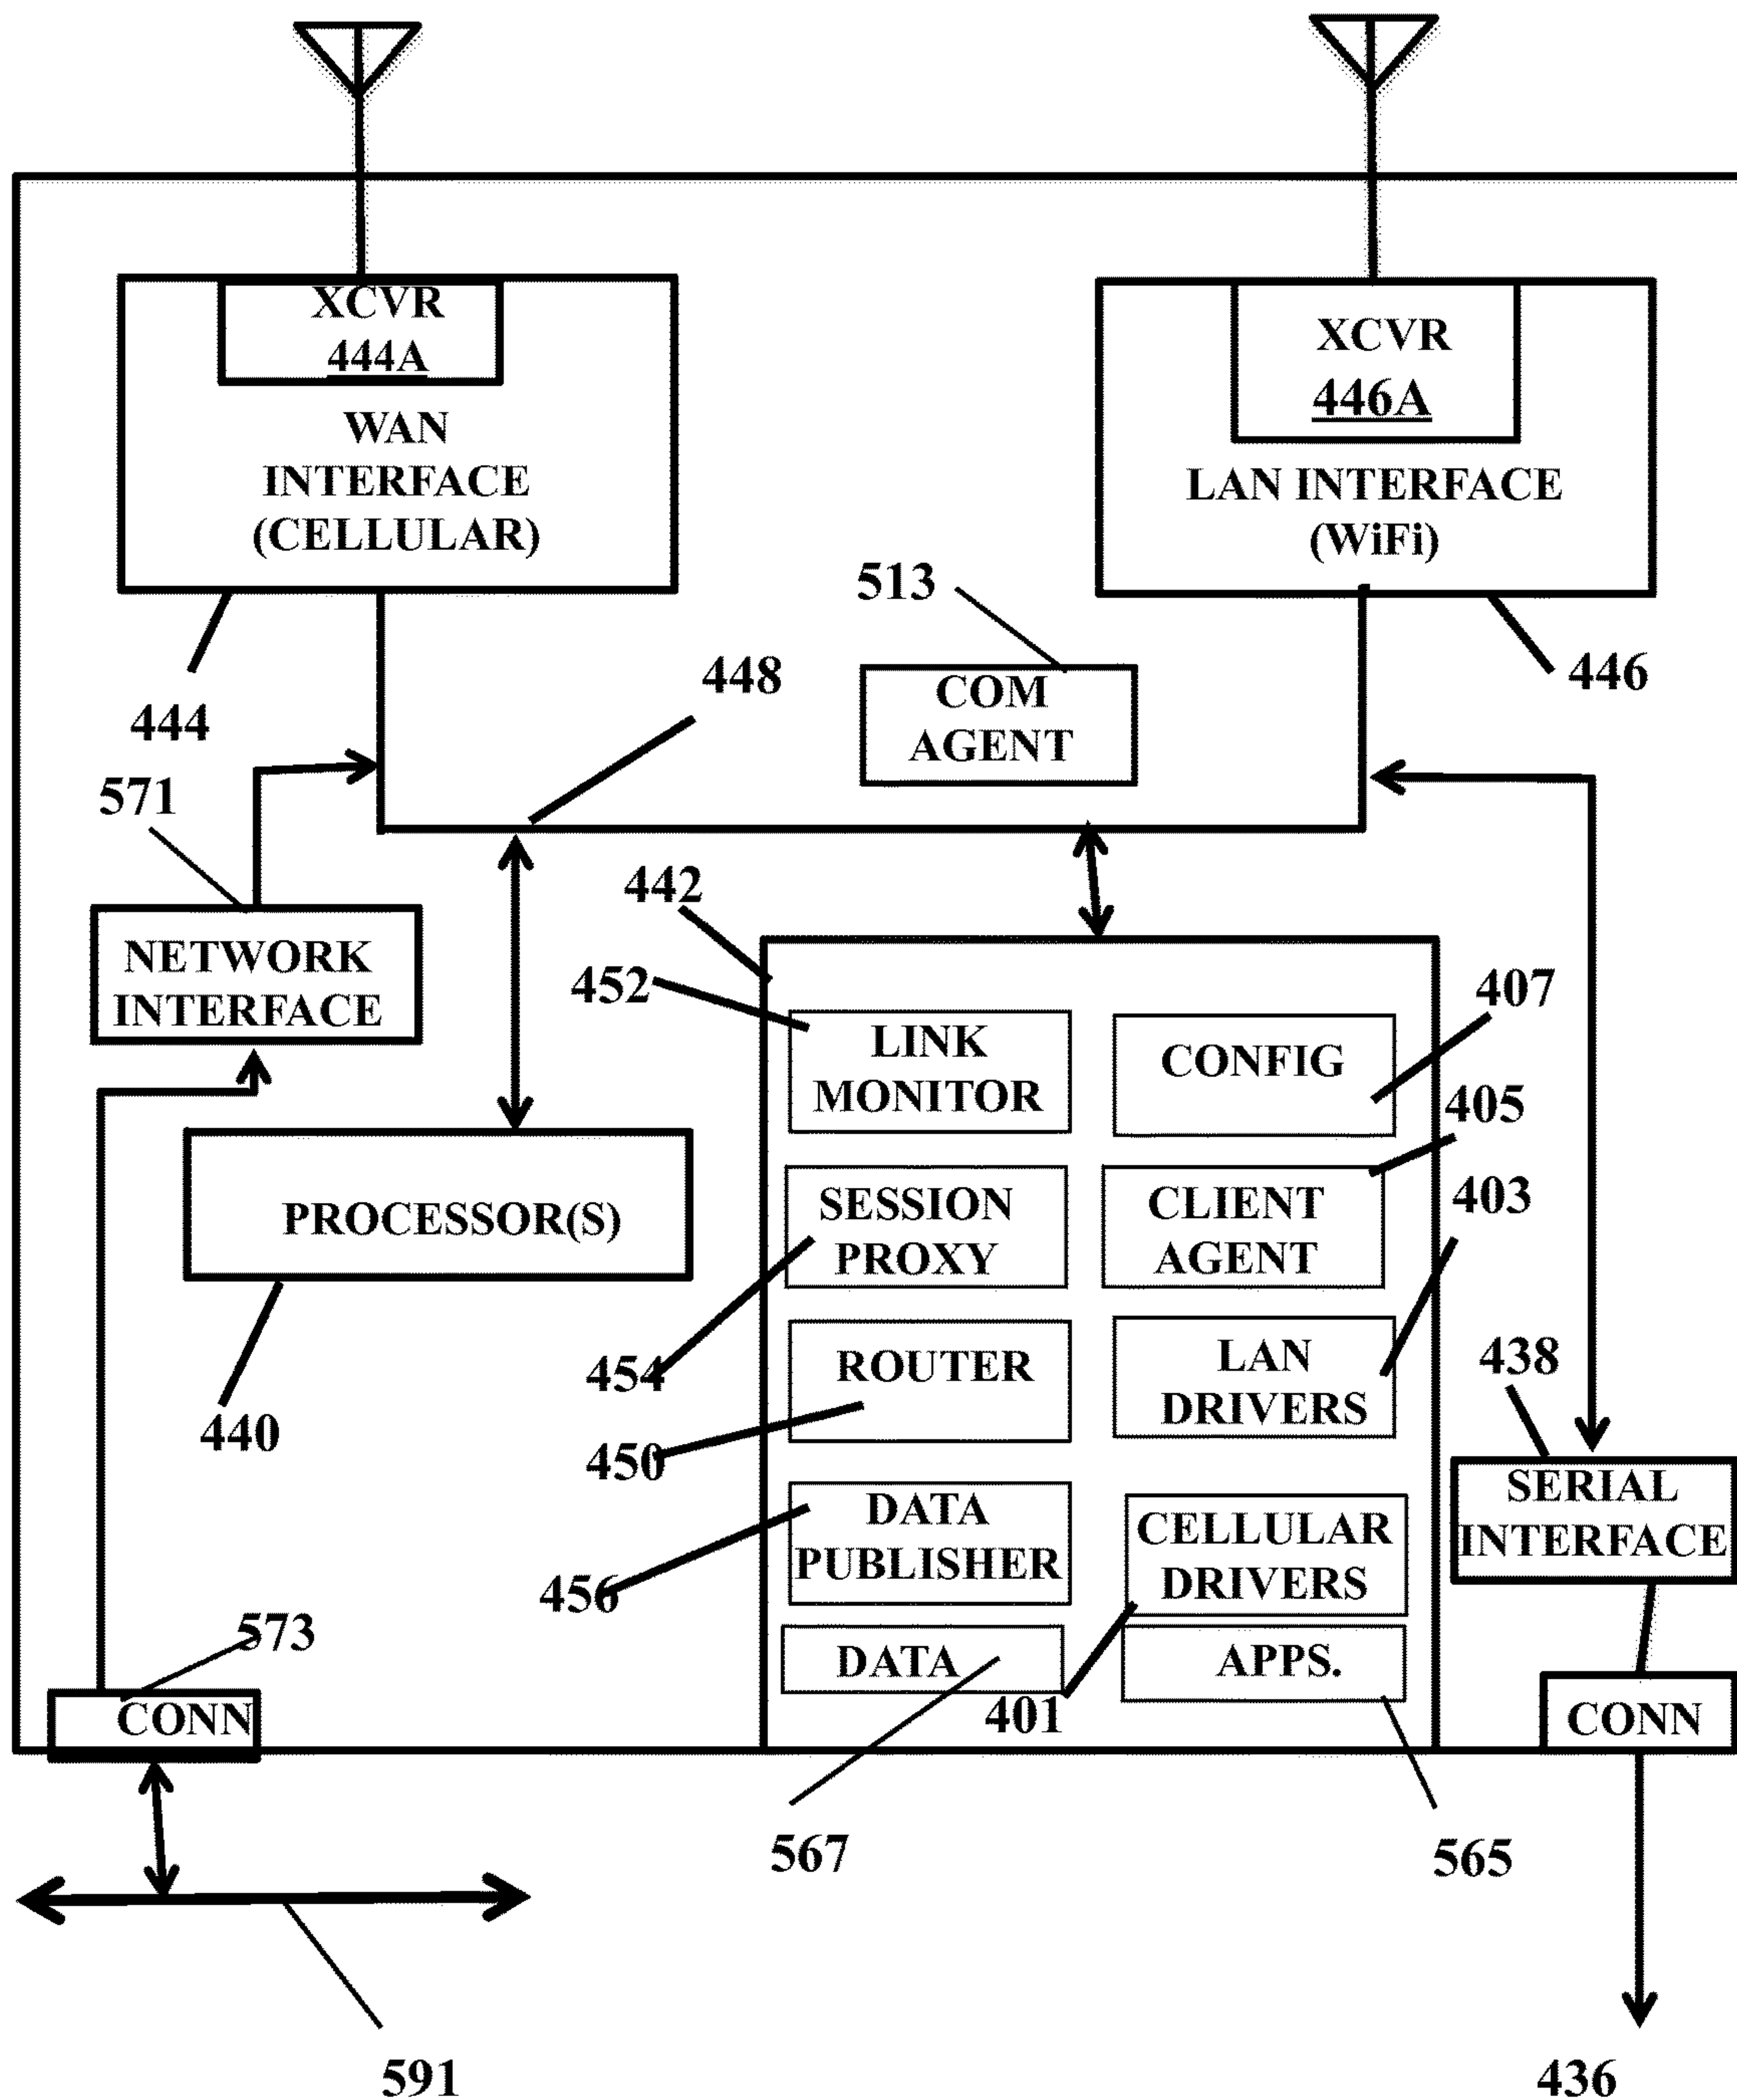 XCVR
444A
WAN
INTERFACE
(CELLULAR)
XCVR
446A
LAN INTERFACE
(WiFi)
513
448
COM
AGENT
446
444
571
442
NETWORK
INTERFACE
452
407
LINK
MONITOR
CONFIG
405
PROCESSOR(S)
SESSION
PROXY
CLIENT
AGENT
403
454
ROUTER
LAN
DRIVERS
438
440
450
SERIAL
INTERFACE
DATA
PUBLISHER
CELLULAR
DRIVERS
456
573
DATA
APPS.
401
CONN
CONN
567
565
591
436